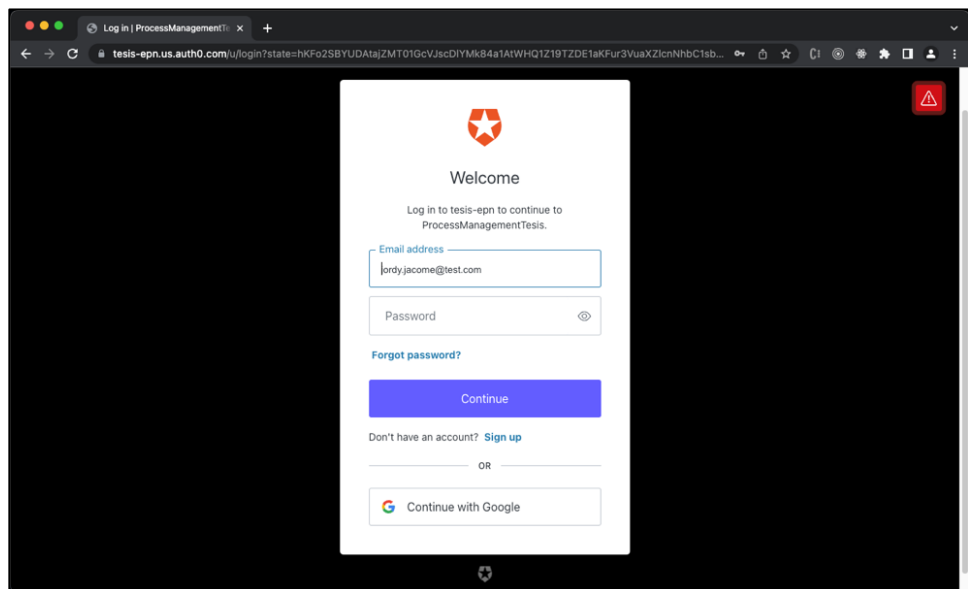 Log in | ProcessManagementTe
tesis-epn.us.auth0.com/u/login?state=hKFo2SBYUDAtajZMT01GcVJscDlYMk84a1AtWHQ1Z19TZDE1aKFur3VuaXZlcnNhbC1sb...
Welcome
Log in to tesis-epn to continue to
ProcessManagementTesis.
Email address
jordy.jacome@test.com
Password
Forgot password?
Continue
Don't have an account? Sign up
OR
Continue with Google